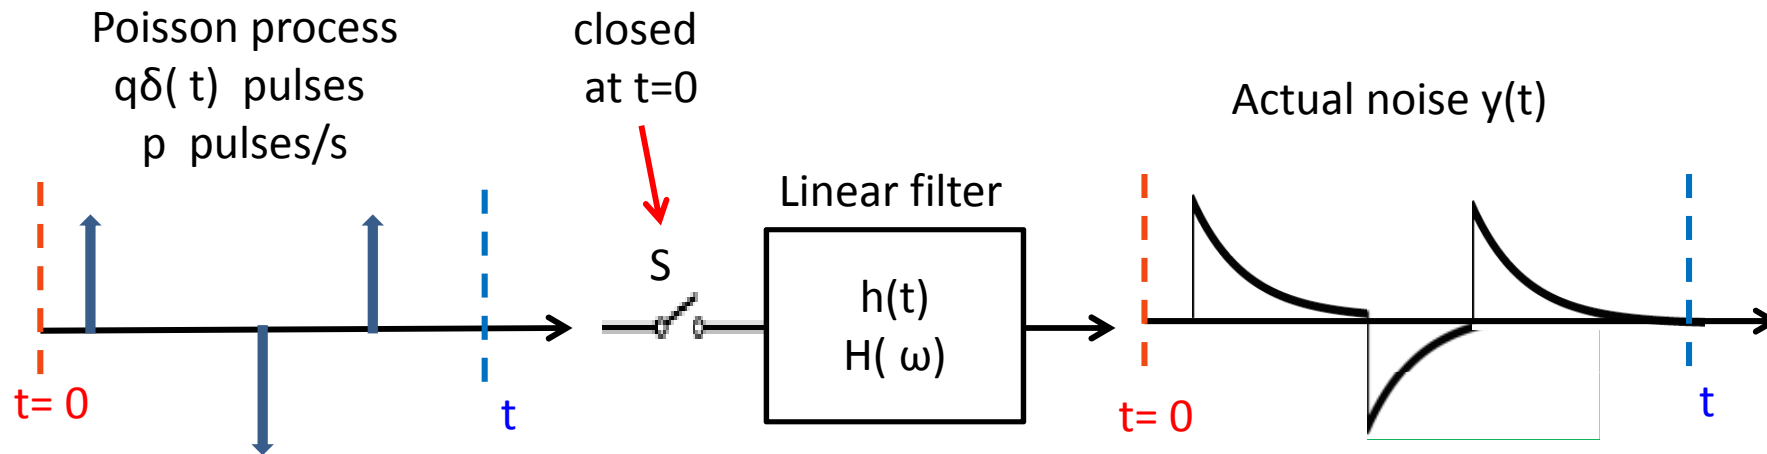 Poisson process
qδ( t) pulses
p pulses/s
closed
at t=0
Actual noise y(t)
Linear filter
S
h(t)
H( ω)
t= 0
t
t= 0
t